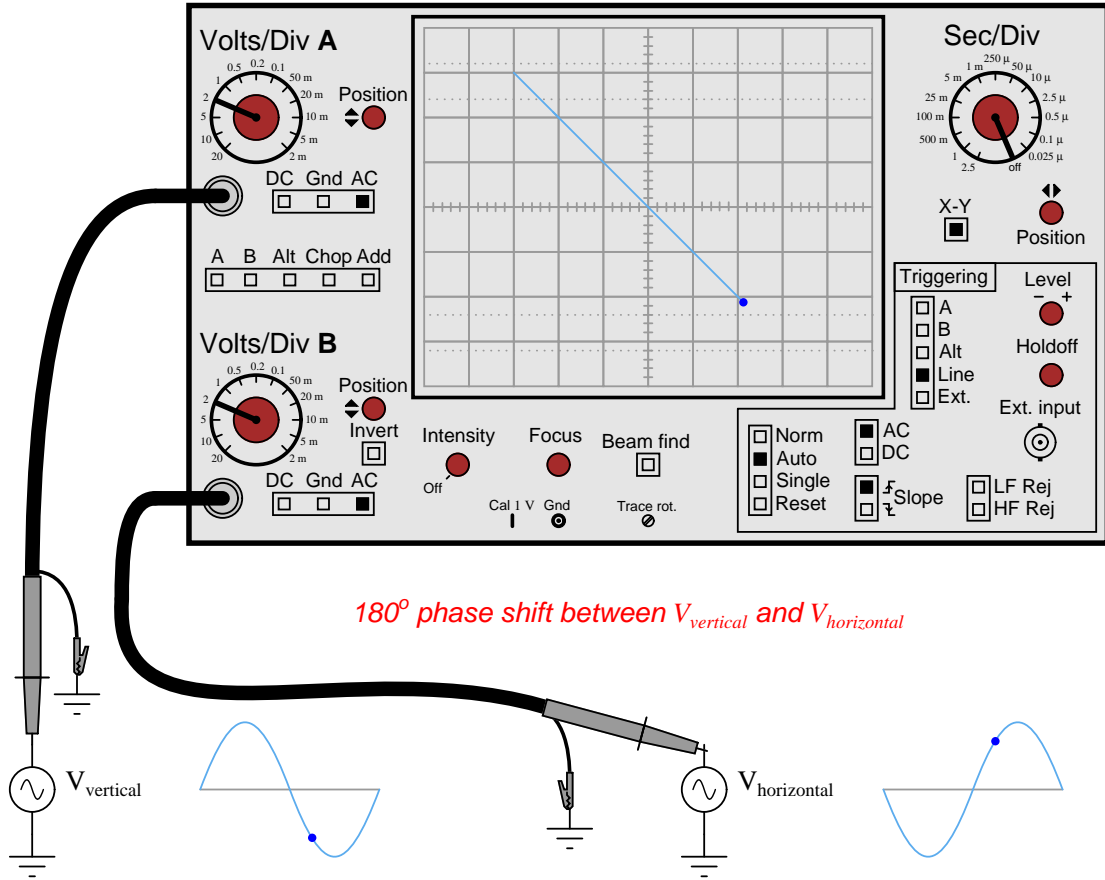 Volts/Div A
0.5 0.2 0.1
1 50 m
2 20 m
5 10 m
10 5 m
20 2 m
Position
DC Gnd AC
A B Alt Chop Add
Volts/Div B
0.5 0.2 0.1
1 50 m
2 20 m
5 10 m
10 5 m
20 2 m
Position
Invert
DC Gnd AC
Intensity
Off
Focus
Beam find
Cal 1 V Gnd Trace rot.
Sec/Div
250 µ
1 m 50 µ
5 m 10 µ
25 m 2.5 µ
100 m 0.5 µ
500 m 0.1 µ
1 0.025 µ
2.5 off
X-Y
Position
Triggering
A
B
Alt
Line
Ext.
Level
− +
Holdoff
Ext. input
Norm
Auto
Single
Reset
AC
DC
Slope
LF Rej
HF Rej
180° phase shift between Vvertical and Vhorizontal
Vvertical
Vhorizontal